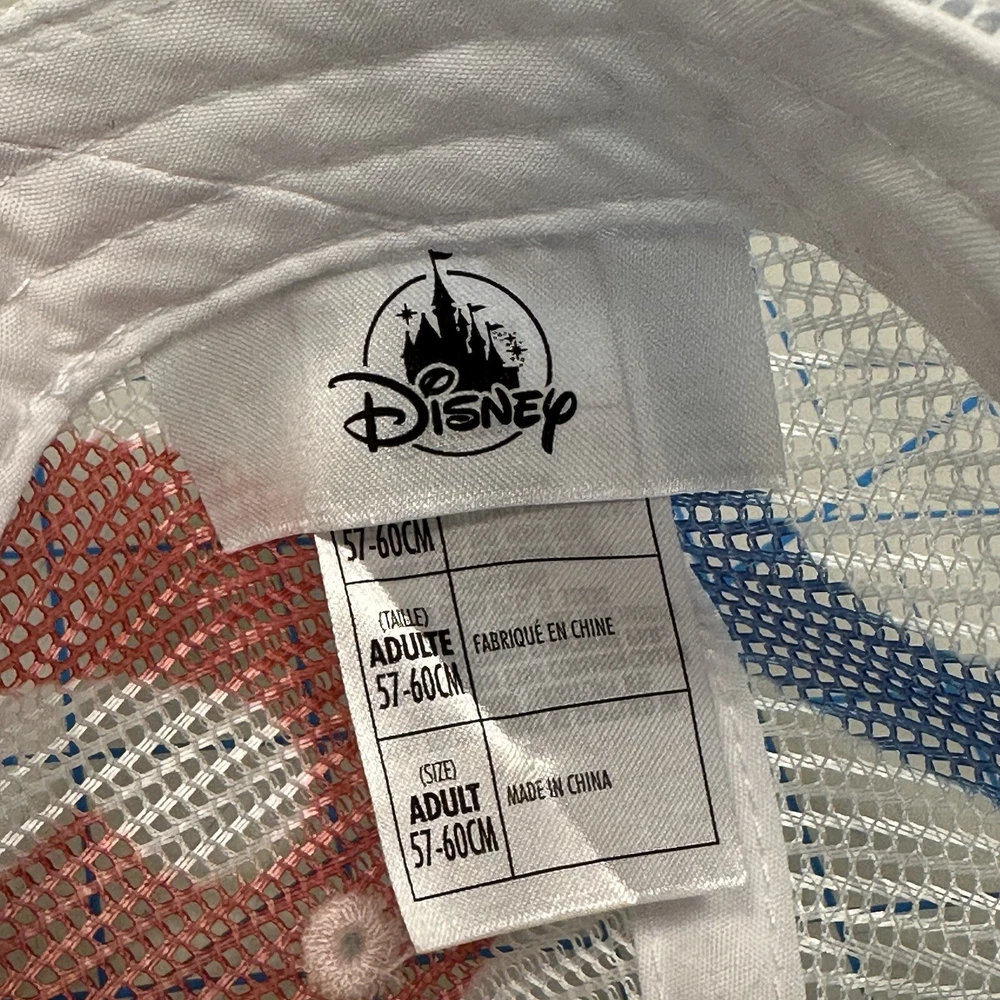 DISNEY
57-60CM
(TAILLE)
ADULTE
57-60CM
FABRIQUÉ EN CHINE
(SIZE)
ADULT
57-60CM
MADE IN CHINA